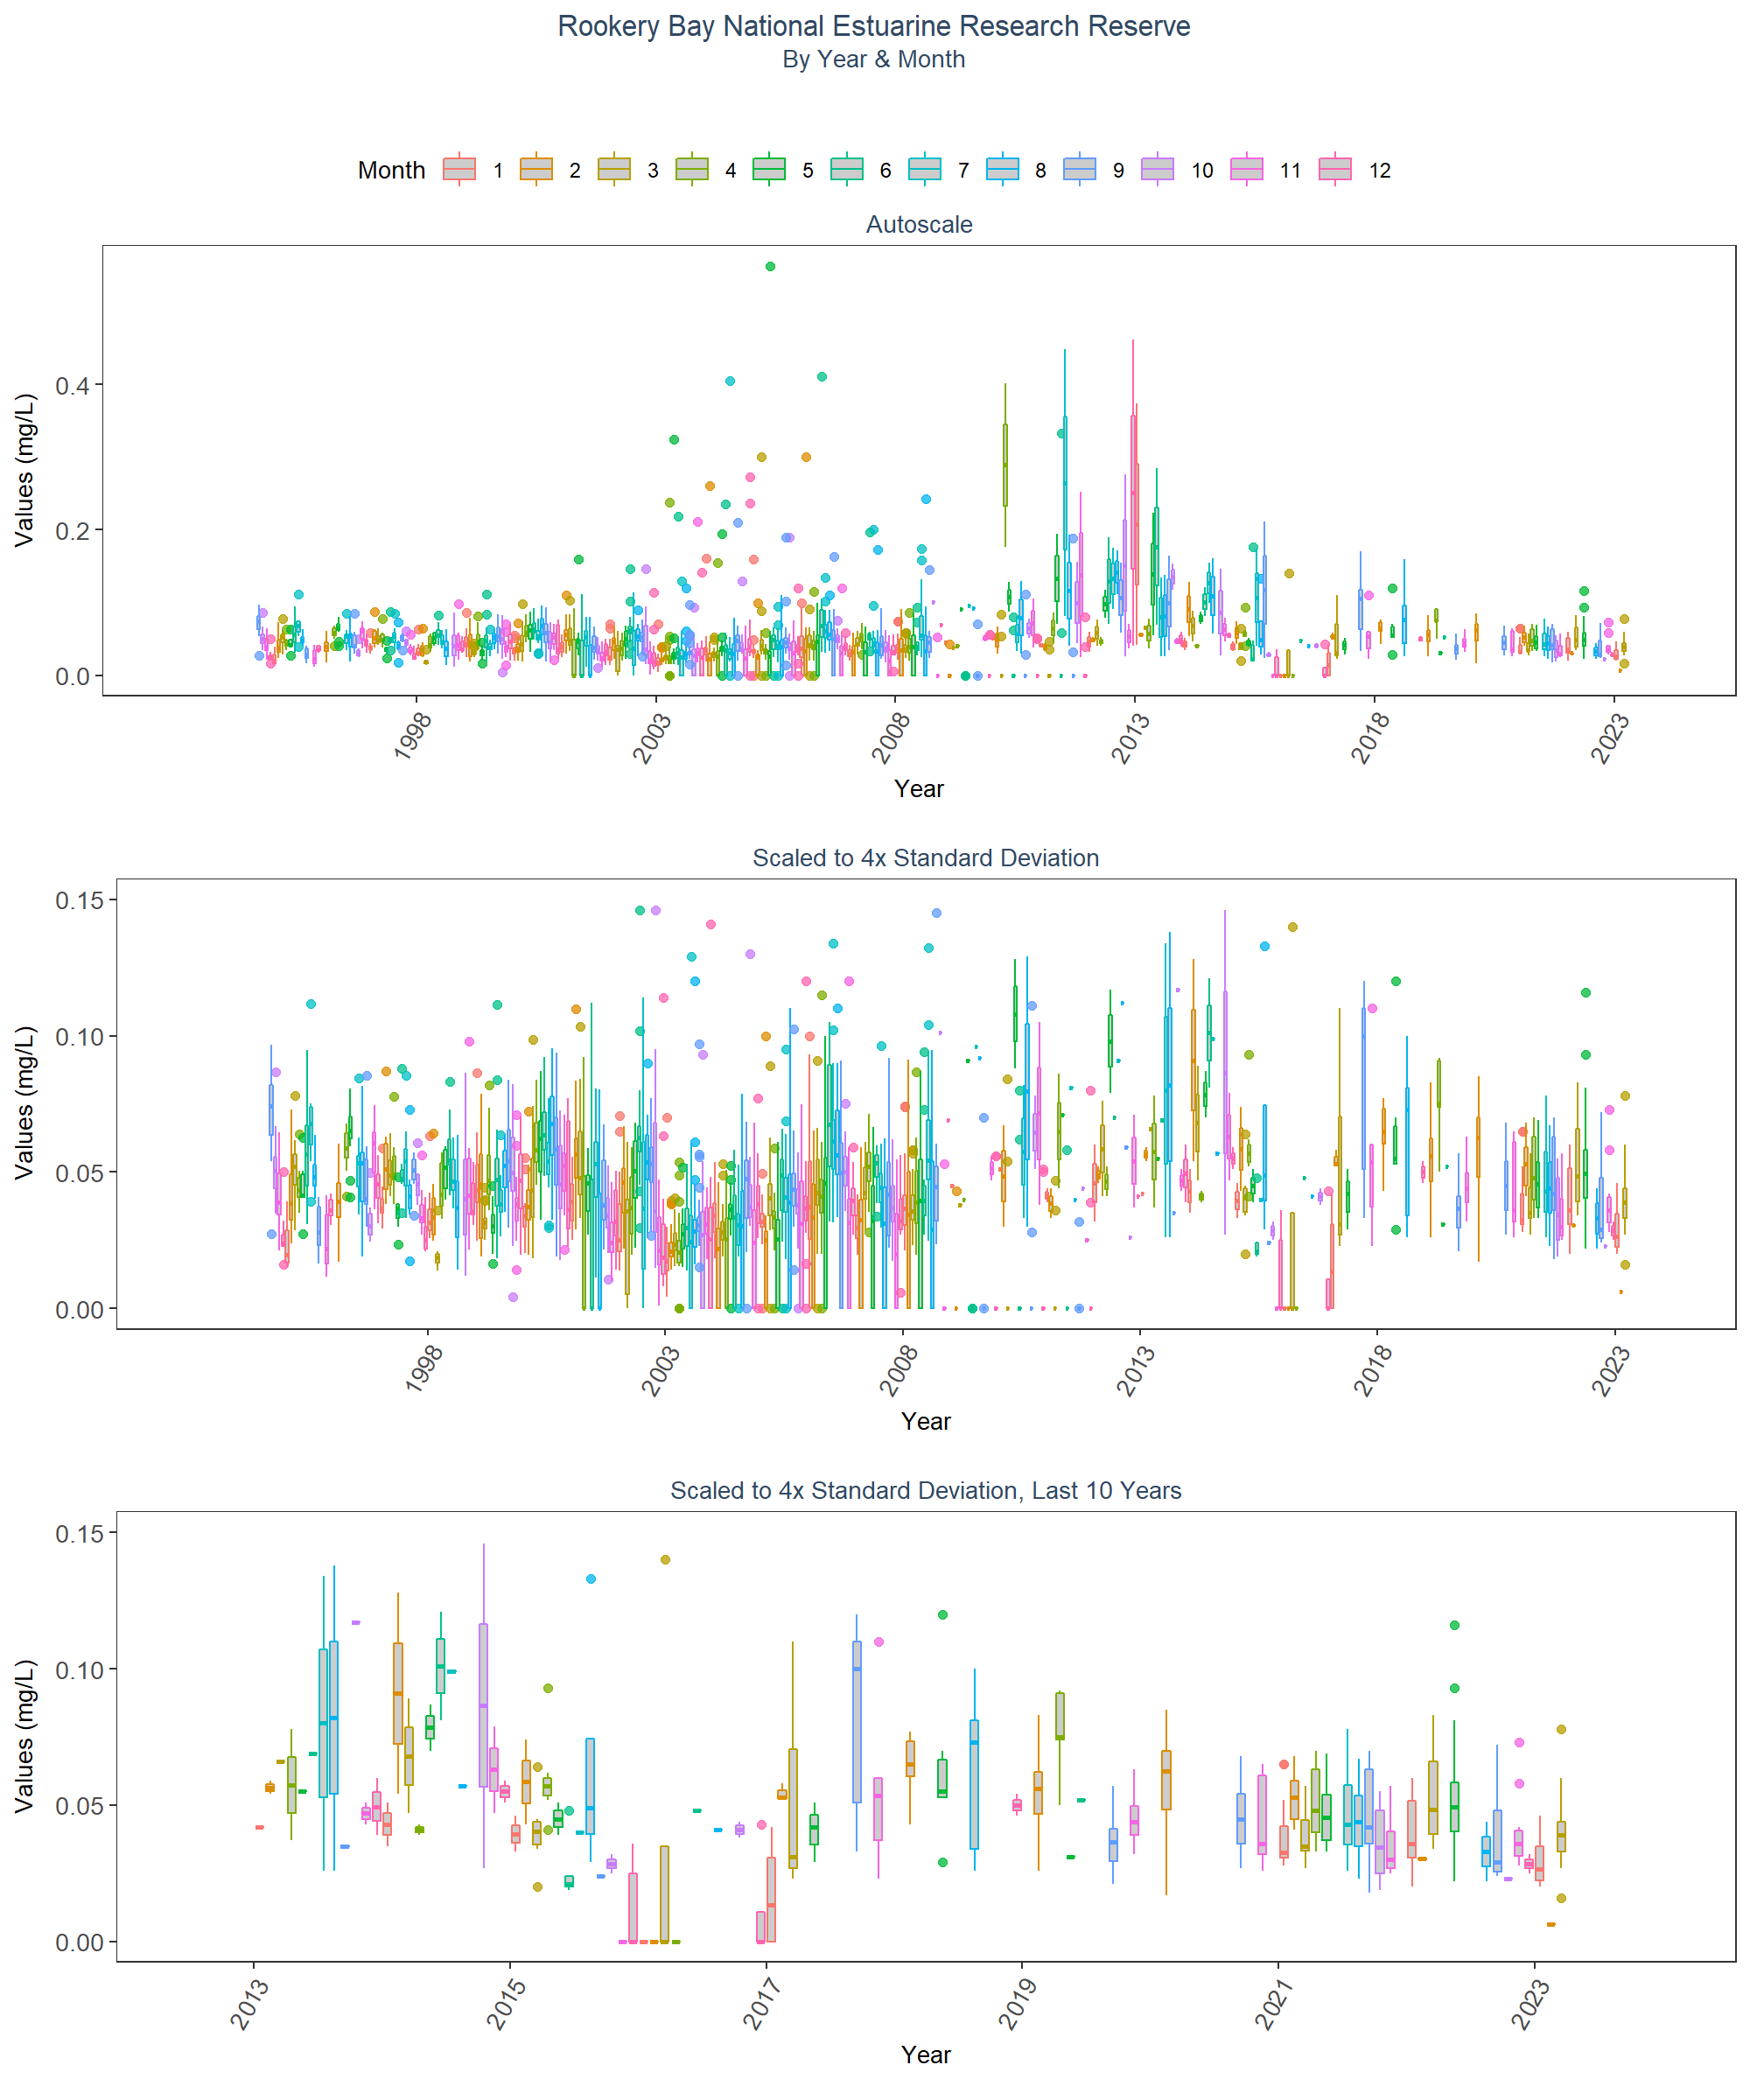 Rookery Bay National Estuarine Research Reserve
By Year & Month
Month 1 2 3 4 5 6 7 8 9 10 11 12
Autoscale
Values (mg/L)
0.4
0.2
0.0
1998 2003 2008 2013 2018 2023
Year
Scaled to 4x Standard Deviation
Values (mg/L)
0.15
0.10
0.05
0.00
1998 2003 2008 2013 2018 2023
Year
Scaled to 4x Standard Deviation, Last 10 Years
Values (mg/L)
0.15
0.10
0.05
0.00
2013 2015 2017 2019 2021 2023
Year